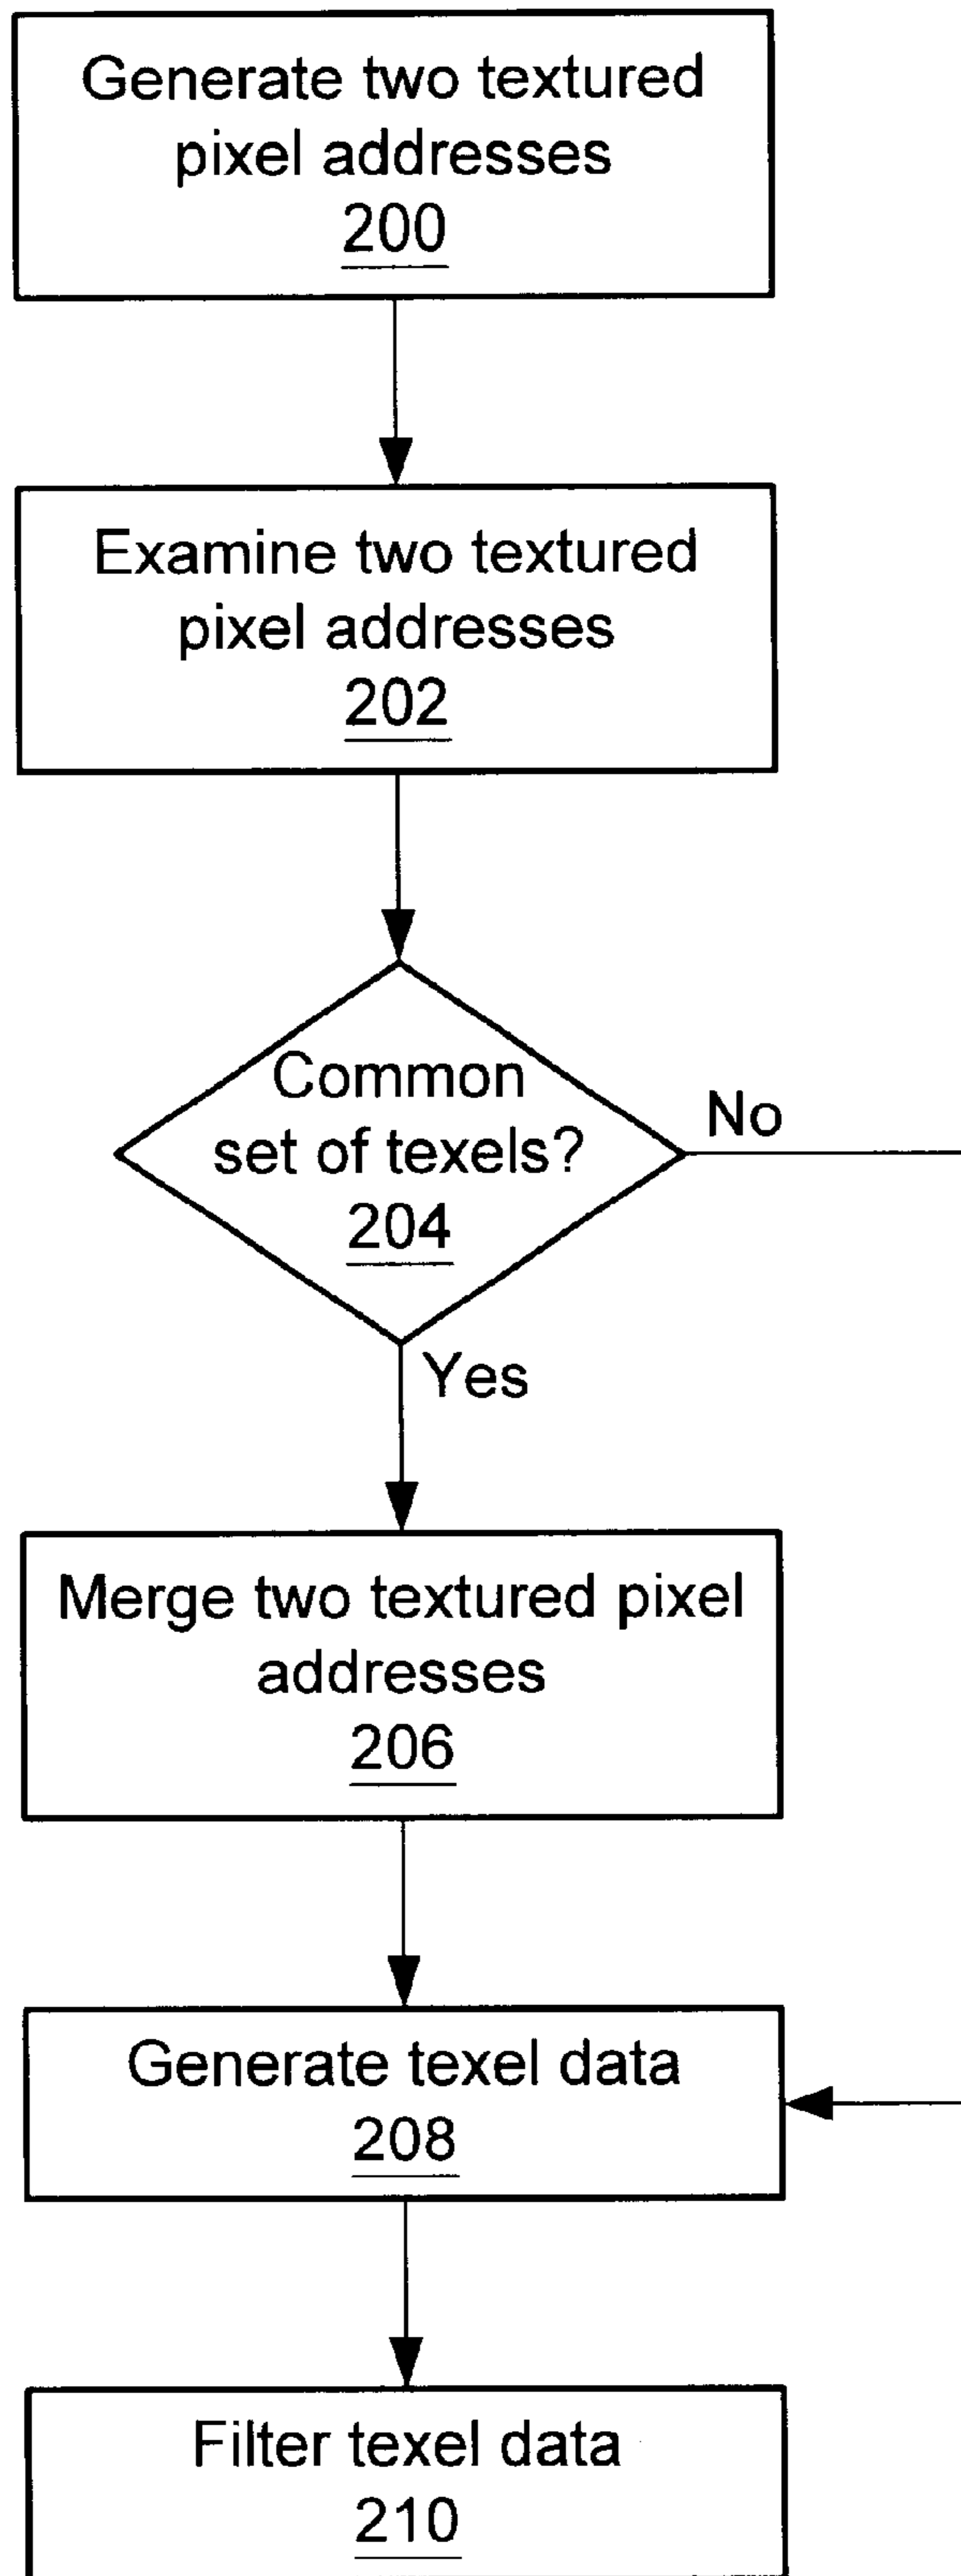 Generate two textured
pixel addresses
200
Examine two textured
pixel addresses
202
Common
set of texels?
204
No
Yes
Merge two textured pixel
addresses
206
Generate texel data
208
Filter texel data
210